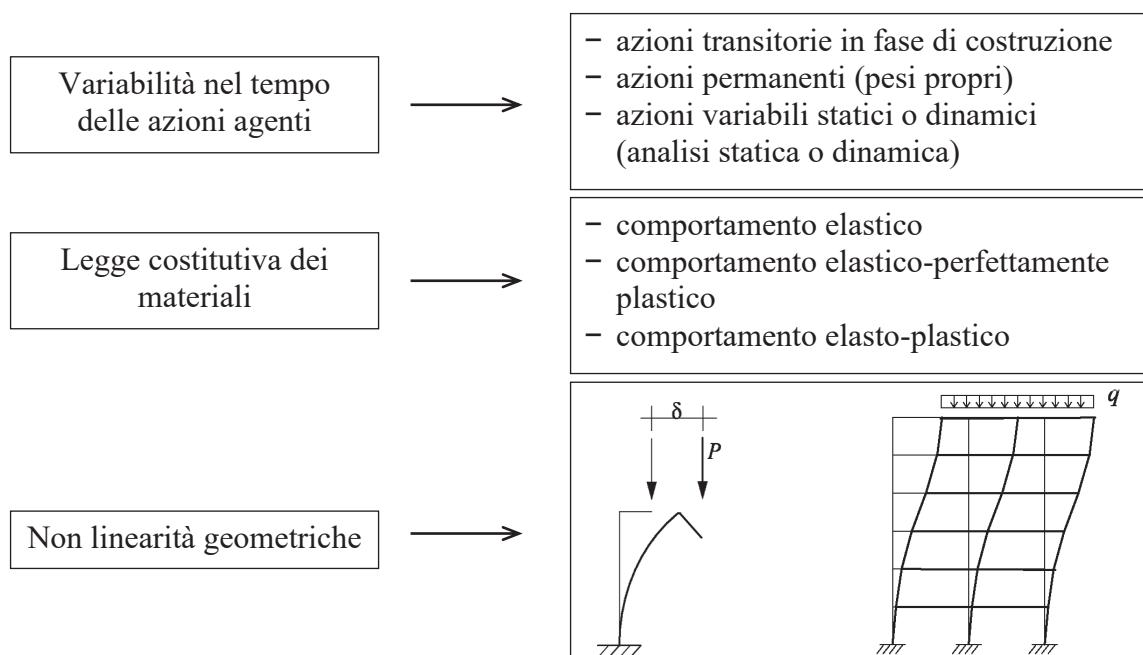 Variabilità nel tempo
delle azioni agenti
− azioni transitorie in fase di costruzione
− azioni permanenti (pesi propri)
− azioni variabili statici o dinamici
(analisi statica o dinamica)
Legge costitutiva dei
materiali
− comportamento elastico
− comportamento elastico-perfettamente
plastico
− comportamento elasto-plastico
Non linearità geometriche
δ
P
q